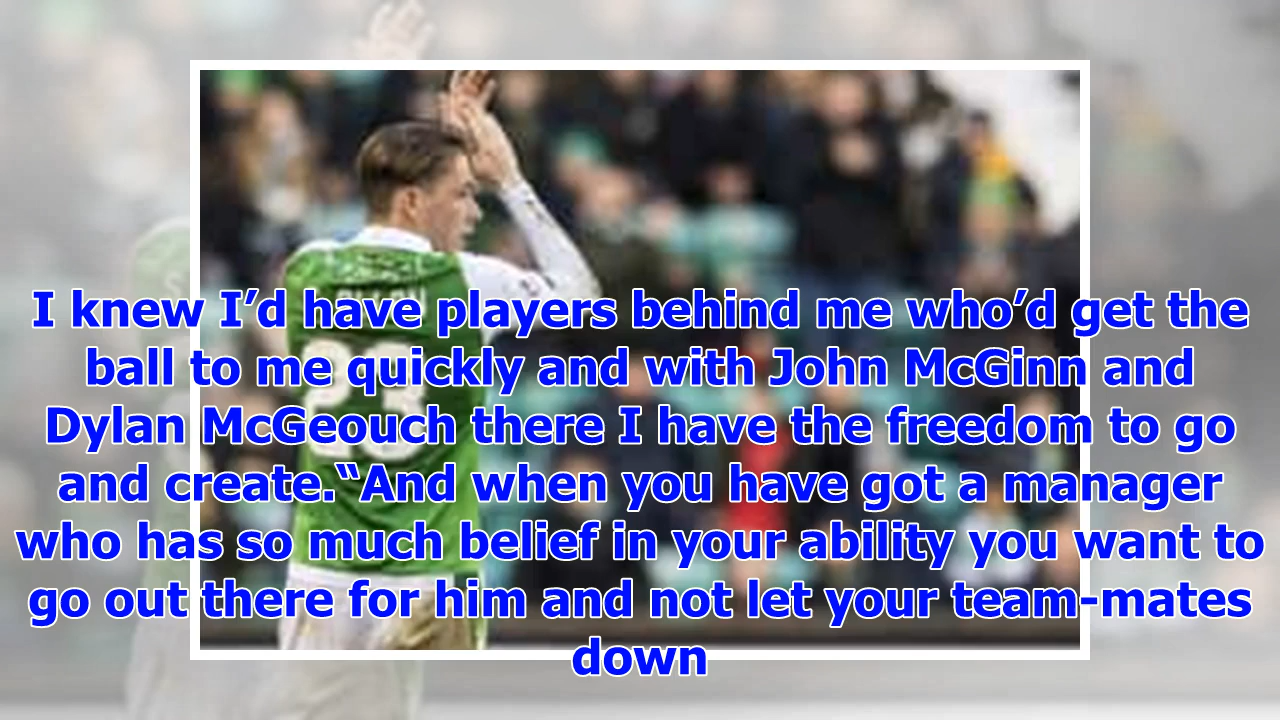 I knew I’d have players behind me who’d get the
ball to me quickly and with John McGinn and
Dylan McGeouch there I have the freedom to go
and create.“And when you have got a manager
who has so much belief in your ability you want to
go out there for him and not let your team-mates
down
23